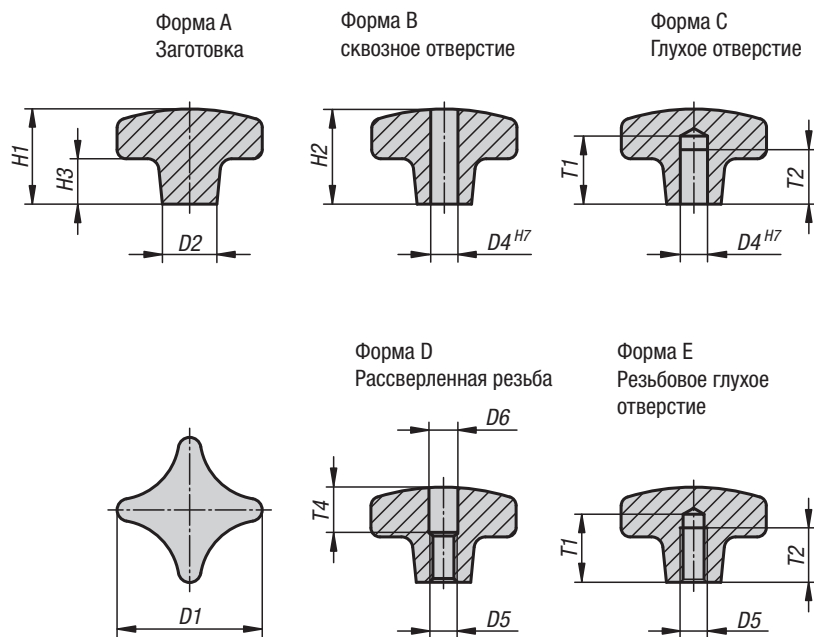 Форма A
Заготовка
Форма B
сквозное отверстие
Форма C
Глухое отверстие
H1
H3
D2
H2
D4 H7
T1
T2
D4 H7
Форма D
Рассверленная резьба
Форма E
Резьбовое глухое
отверстие
D1
D6
T4
D5
T1
T2
D5